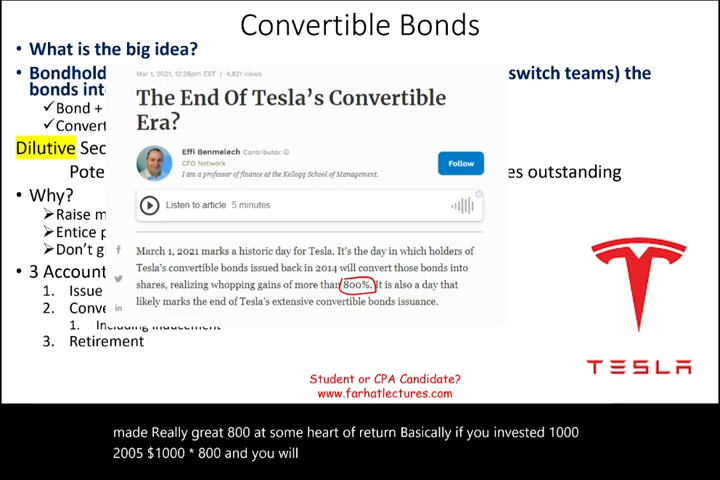 Convertible Bonds
• What is the big idea?
• Bondhold switch teams) the
bonds int
Mar 1, 2021, 12:28pm EST | 4,821 views
The End Of Tesla's Convertible
Era?
✓Bond +
✓Convert
Effi Benmelech Contributor
CFO Network
I am a professor of finance at the Kellogg School of Management.
Follow
Dilutive Sec
Pote es outstanding
• Why?
Listen to article 5 minutes
➢Raise m
➢Entice p
➢Don't g
March 1, 2021 marks a historic day for Tesla. It's the day in which holders of
Tesla's convertible bonds issued back in 2014 will convert those bonds into
shares, realizing whopping gains of more than 800%. It is also a day that
likely marks the end of Tesla's extensive convertible bonds issuance.
• 3 Account
1. Issue
2. Conve
1. Including inducement
3. Retirement
TESLA
Student or CPA Candidate?
www.farhatlectures.com
made Really great 800 at some heart of return Basically if you invested 1000
2005 $1000 * 800 and you will